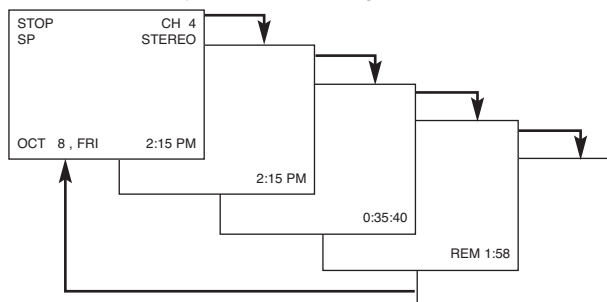 STOP CH 4
SP STEREO
OCT 8 , FRI 2:15 PM
2:15 PM
0:35:40
REM 1:58